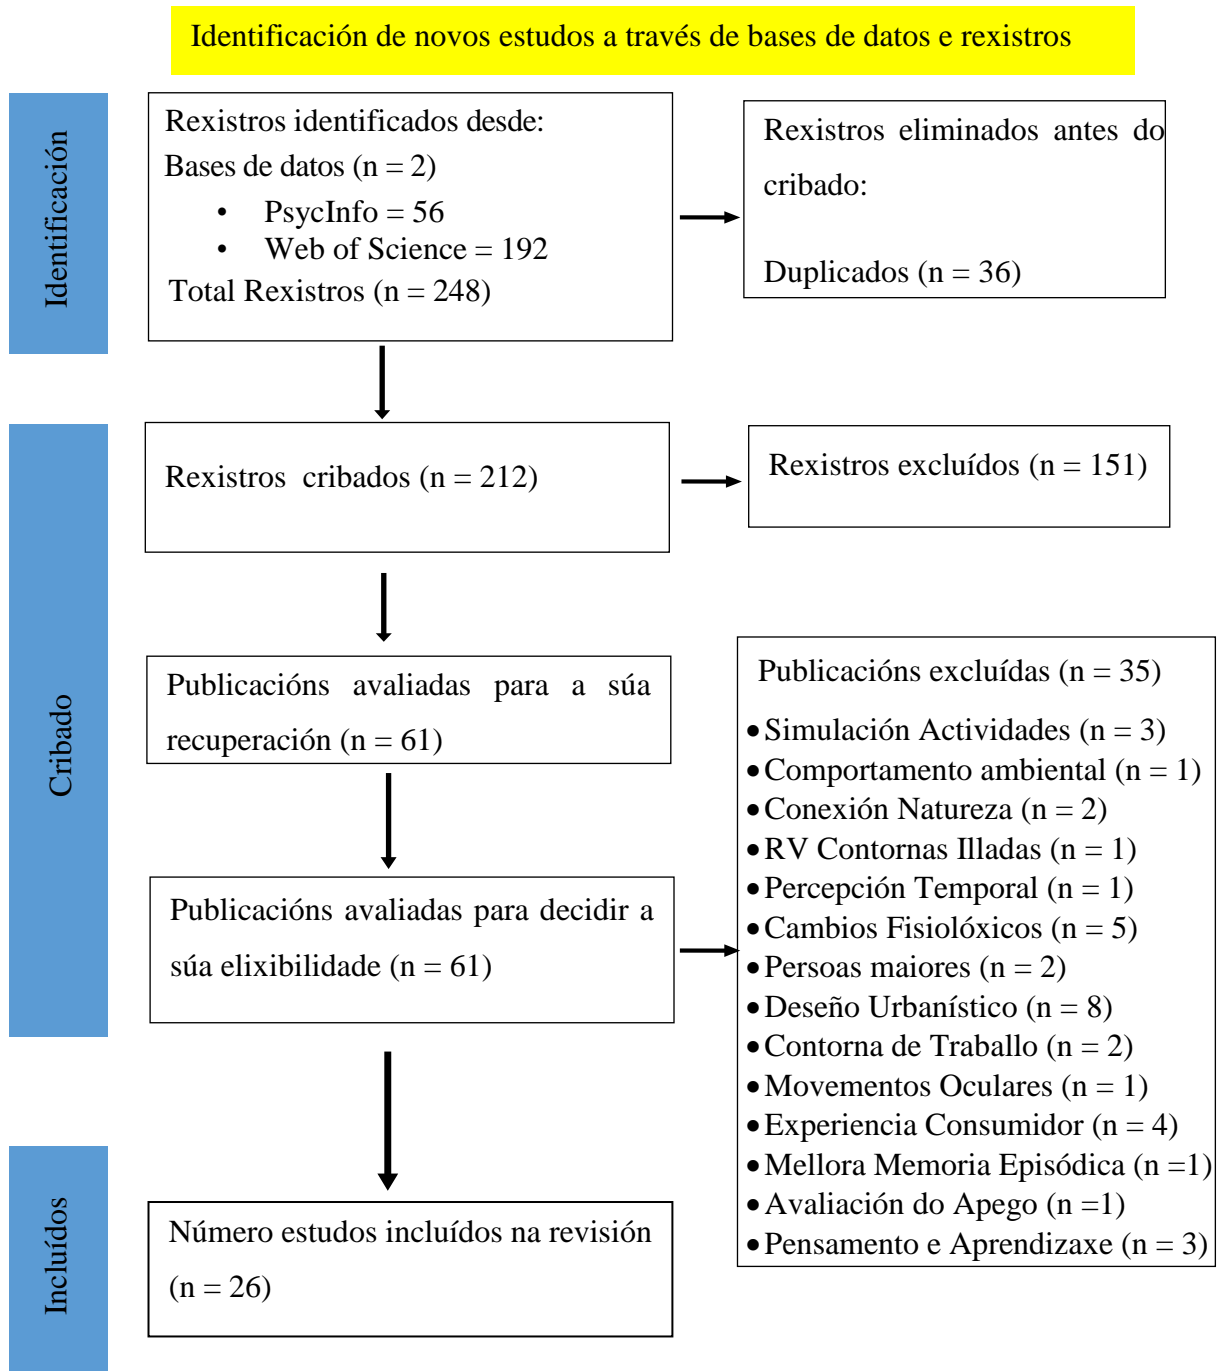 Identificación de novos estudos a través de bases de datos e rexistros
Identificación
Rexistros identificados desde:
Bases de datos (n = 2)
• PsycInfo = 56
• Web of Science = 192
Total Rexistros (n = 248)
Rexistros eliminados antes do
cribado:
Duplicados (n = 36)
Cribado
Rexistros cribados (n = 212)
Rexistros excluídos (n = 151)
Publicacións avaliadas para a súa
recuperación (n = 61)
Publicacións avaliadas para decidir a
súa elixibilidade (n = 61)
Publicacións excluídas (n = 35)
• Simulación Actividades (n = 3)
• Comportamento ambiental (n = 1)
• Conexión Natureza (n = 2)
• RV Contornas Illadas (n = 1)
• Percepción Temporal (n = 1)
• Cambios Fisiolóxicos (n = 5)
• Persoas maiores (n = 2)
• Deseño Urbanístico (n = 8)
• Contorna de Traballo (n = 2)
• Movementos Oculares (n = 1)
• Experiencia Consumidor (n = 4)
• Mellora Memoria Episódica (n =1)
• Avaliación do Apego (n =1)
• Pensamento e Aprendizaxe (n = 3)
Incluídos
Número estudos incluídos na revisión
(n = 26)